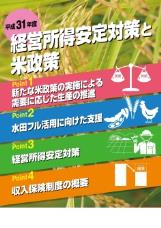 平成31年度
経営所得安定対策と
米政策
Point 1
新たな米政策の実施による
需要に応じた生産の推進
Point 2
水田フル活用に向けた支援
Point 3
経営所得安定対策
Point 4
収入保険制度の概要